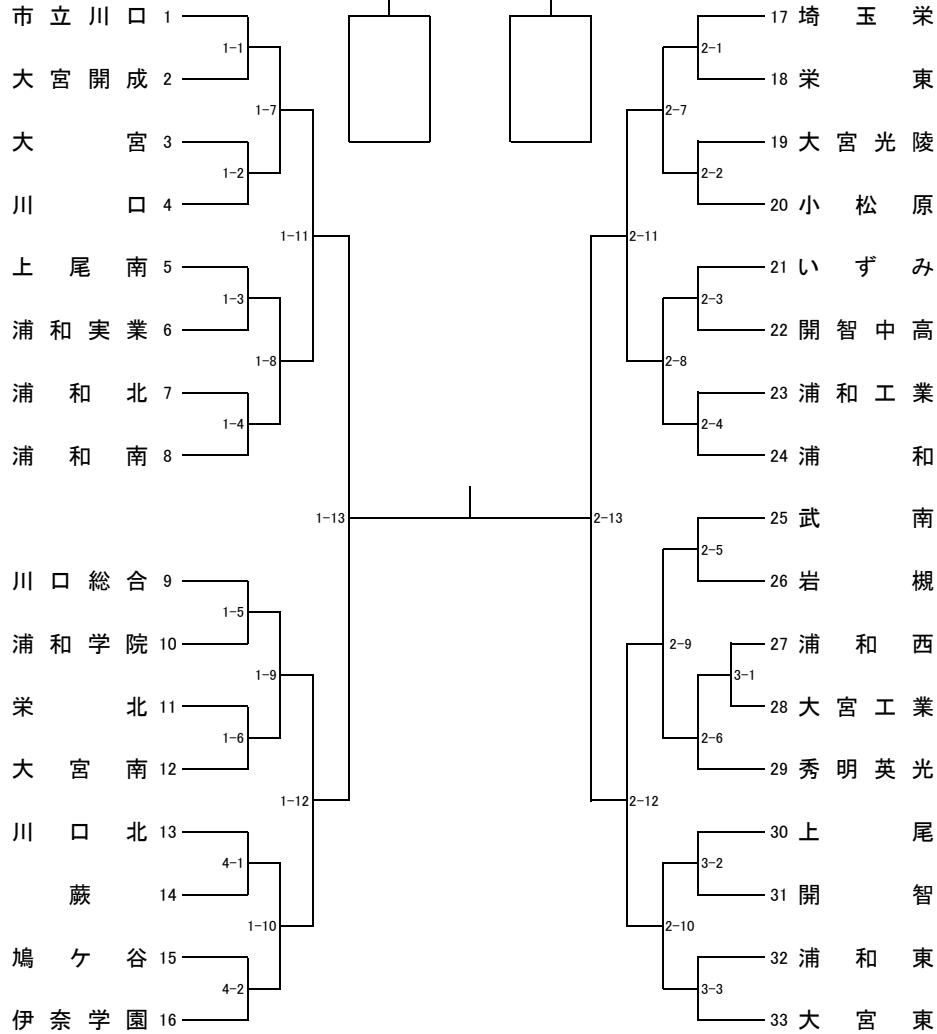 市立川口 1
1-1
大宮開成 2
1-7
大宮 3
1-2
川口 4
1-11
上尾南 5
1-3
浦和実業 6
1-8
浦和北 7
1-4
浦和南 8
1-13
川口総合 9
1-5
浦和学院 10
1-9
栄北 11
1-6
大宮南 12
1-12
川口北 13
4-1
蕨 14
1-10
鳩ケ谷 15
4-2
伊奈学園 16
17 埼玉栄
2-1
18 栄東
2-7
19 大宮光陵
2-2
20 小松原
2-11
21 いずみ
2-3
22 開智中高
2-8
23 浦和工業
2-4
24 浦和
2-13
25 武南
2-5
26 岩槻
2-9
27 浦和西
3-1
28 大宮工業
2-6
29 秀明英光
2-12
30 上尾
3-2
31 開智
2-10
32 浦和東
3-3
33 大宮東